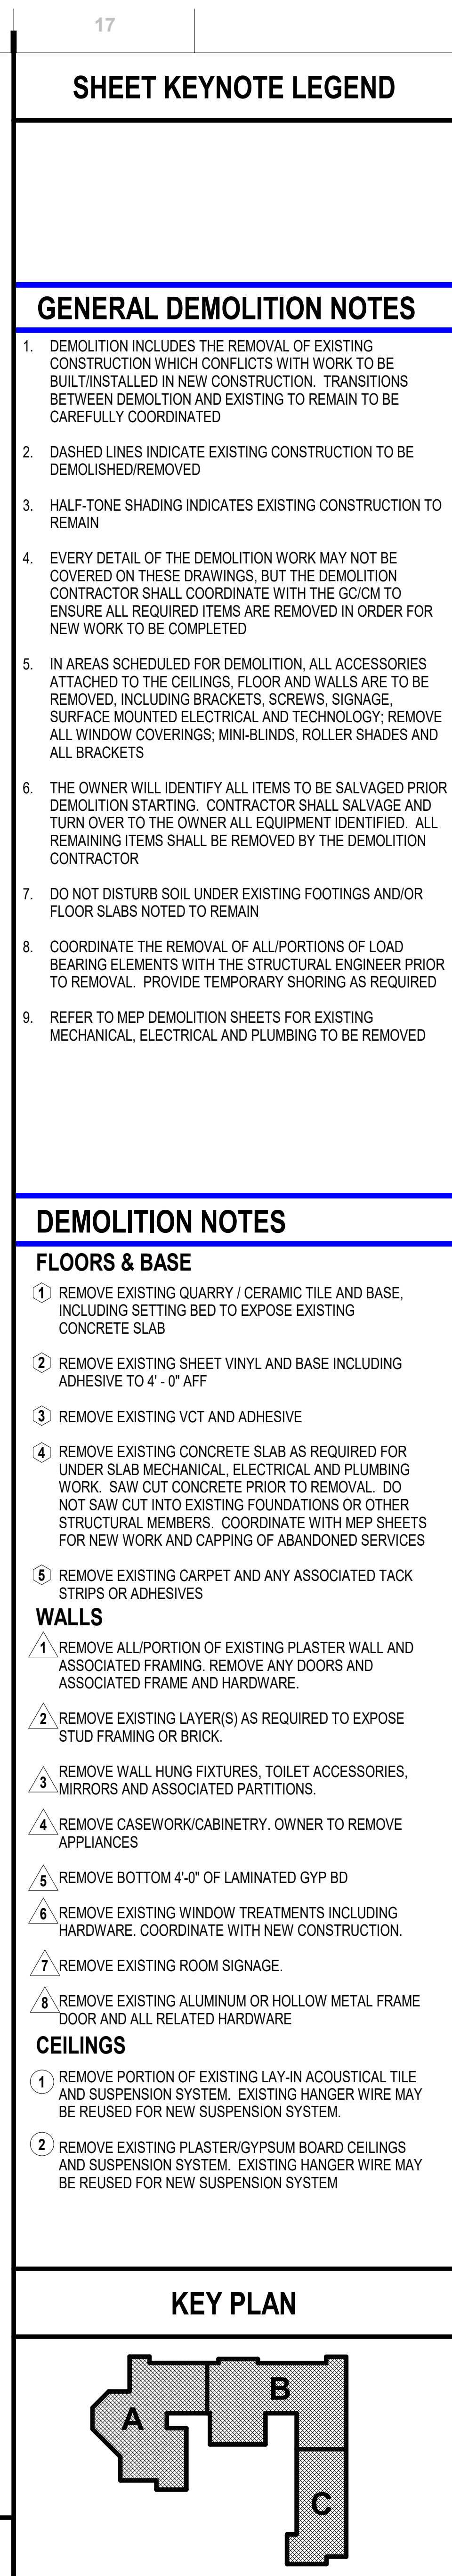 17
SHEET KEYNOTE LEGEND
GENERAL DEMOLITION NOTES
1. DEMOLITION INCLUDES THE REMOVAL OF EXISTING
CONSTRUCTION WHICH CONFLICTS WITH WORK TO BE
BUILT/INSTALLED IN NEW CONSTRUCTION. TRANSITIONS
BETWEEN DEMOLTION AND EXISTING TO REMAIN TO BE
CAREFULLY COORDINATED
2. DASHED LINES INDICATE EXISTING CONSTRUCTION TO BE
DEMOLISHED/REMOVED
3. HALF-TONE SHADING INDICATES EXISTING CONSTRUCTION TO
REMAIN
4. EVERY DETAIL OF THE DEMOLITION WORK MAY NOT BE
COVERED ON THESE DRAWINGS, BUT THE DEMOLITION
CONTRACTOR SHALL COORDINATE WITH THE GC/CM TO
ENSURE ALL REQUIRED ITEMS ARE REMOVED IN ORDER FOR
NEW WORK TO BE COMPLETED
5. IN AREAS SCHEDULED FOR DEMOLITION, ALL ACCESSORIES
ATTACHED TO THE CEILINGS, FLOOR AND WALLS ARE TO BE
REMOVED, INCLUDING BRACKETS, SCREWS, SIGNAGE,
SURFACE MOUNTED ELECTRICAL AND TECHNOLOGY; REMOVE
ALL WINDOW COVERINGS; MINI-BLINDS, ROLLER SHADES AND
ALL BRACKETS
6. THE OWNER WILL IDENTIFY ALL ITEMS TO BE SALVAGED PRIOR
DEMOLITION STARTING. CONTRACTOR SHALL SALVAGE AND
TURN OVER TO THE OWNER ALL EQUIPMENT IDENTIFIED. ALL
REMAINING ITEMS SHALL BE REMOVED BY THE DEMOLITION
CONTRACTOR
7. DO NOT DISTURB SOIL UNDER EXISTING FOOTINGS AND/OR
FLOOR SLABS NOTED TO REMAIN
8. COORDINATE THE REMOVAL OF ALL/PORTIONS OF LOAD
BEARING ELEMENTS WITH THE STRUCTURAL ENGINEER PRIOR
TO REMOVAL. PROVIDE TEMPORARY SHORING AS REQUIRED
9. REFER TO MEP DEMOLITION SHEETS FOR EXISTING
MECHANICAL, ELECTRICAL AND PLUMBING TO BE REMOVED
DEMOLITION NOTES
FLOORS & BASE
1 REMOVE EXISTING QUARRY / CERAMIC TILE AND BASE,
INCLUDING SETTING BED TO EXPOSE EXISTING
CONCRETE SLAB
2 REMOVE EXISTING SHEET VINYL AND BASE INCLUDING
ADHESIVE TO 4' - 0" AFF
3 REMOVE EXISTING VCT AND ADHESIVE
4 REMOVE EXISTING CONCRETE SLAB AS REQUIRED FOR
UNDER SLAB MECHANICAL, ELECTRICAL AND PLUMBING
WORK. SAW CUT CONCRETE PRIOR TO REMOVAL. DO
NOT SAW CUT INTO EXISTING FOUNDATIONS OR OTHER
STRUCTURAL MEMBERS. COORDINATE WITH MEP SHEETS
FOR NEW WORK AND CAPPING OF ABANDONED SERVICES
5 REMOVE EXISTING CARPET AND ANY ASSOCIATED TACK
STRIPS OR ADHESIVES
WALLS
1 REMOVE ALL/PORTION OF EXISTING PLASTER WALL AND
ASSOCIATED FRAMING. REMOVE ANY DOORS AND
ASSOCIATED FRAME AND HARDWARE.
2 REMOVE EXISTING LAYER(S) AS REQUIRED TO EXPOSE
STUD FRAMING OR BRICK.
3 REMOVE WALL HUNG FIXTURES, TOILET ACCESSORIES,
MIRRORS AND ASSOCIATED PARTITIONS.
4 REMOVE CASEWORK/CABINETRY. OWNER TO REMOVE
APPLIANCES
5 REMOVE BOTTOM 4'-0" OF LAMINATED GYP BD
6 REMOVE EXISTING WINDOW TREATMENTS INCLUDING
HARDWARE. COORDINATE WITH NEW CONSTRUCTION.
7 REMOVE EXISTING ROOM SIGNAGE.
8 REMOVE EXISTING ALUMINUM OR HOLLOW METAL FRAME
DOOR AND ALL RELATED HARDWARE
CEILINGS
1 REMOVE PORTION OF EXISTING LAY-IN ACOUSTICAL TILE
AND SUSPENSION SYSTEM. EXISTING HANGER WIRE MAY
BE REUSED FOR NEW SUSPENSION SYSTEM.
2 REMOVE EXISTING PLASTER/GYPSUM BOARD CEILINGS
AND SUSPENSION SYSTEM. EXISTING HANGER WIRE MAY
BE REUSED FOR NEW SUSPENSION SYSTEM
KEY PLAN
B
A
C